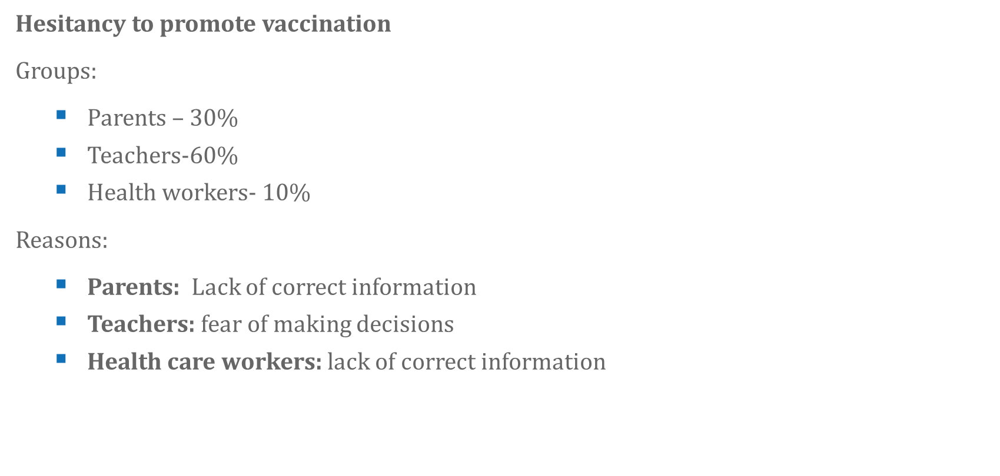 Hesitancy to promote vaccination
Groups:
▪ Parents – 30%
▪ Teachers-60%
▪ Health workers- 10%
Reasons:
▪ Parents:  Lack of correct information
▪ Teachers: fear of making decisions
▪ Health care workers: lack of correct information